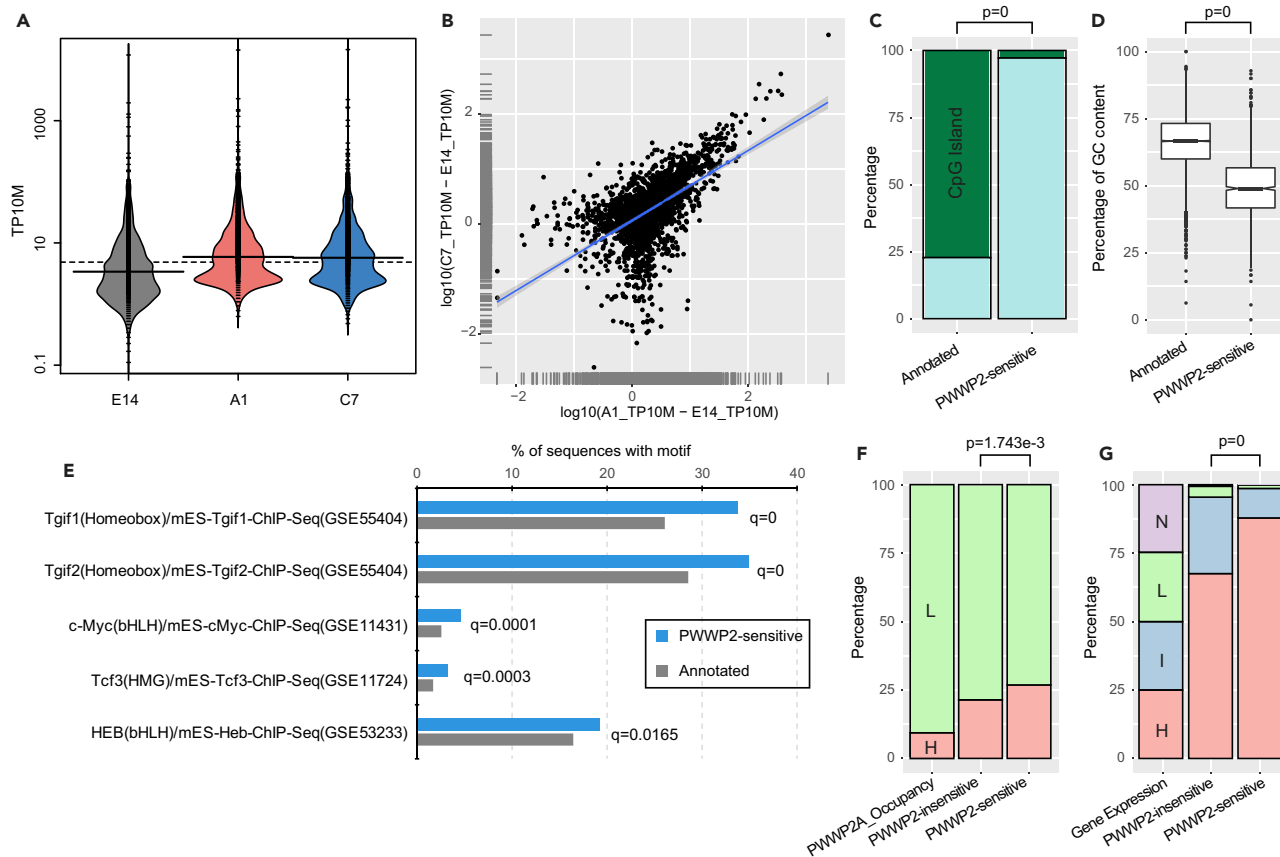 A
TP10M
1000
10
0.1
E14
A1
C7
B
log10(C7_TP10M − E14_TP10M)
2
0
−2
−2
0
2
log10(A1_TP10M − E14_TP10M)
C
p=0
Percentage
100
75
50
25
0
CpG Island
Annotated
PWWP2-sensitive
D
p=0
Percentage of GC content
100
75
50
25
0
Annotated
PWWP2-sensitive
E
% of sequences with motif
0
10
20
30
40
Tgif1(Homeobox)/mES-Tgif1-ChIP-Seq(GSE55404)
q=0
Tgif2(Homeobox)/mES-Tgif2-ChIP-Seq(GSE55404)
q=0
c-Myc(bHLH)/mES-cMyc-ChIP-Seq(GSE11431)
q=0.0001
Tcf3(HMG)/mES-Tcf3-ChIP-Seq(GSE11724)
q=0.0003
HEB(bHLH)/mES-Heb-ChIP-Seq(GSE53233)
q=0.0165
PWWP2-sensitive
Annotated
F
p=1.743e-3
Percentage
100
75
50
25
0
L
H
PWWP2A_Occupancy
PWWP2-insensitive
PWWP2-sensitive
G
p=0
Percentage
100
75
50
25
0
N
L
I
H
Gene Expression
PWWP2-insensitive
PWWP2-sensitive